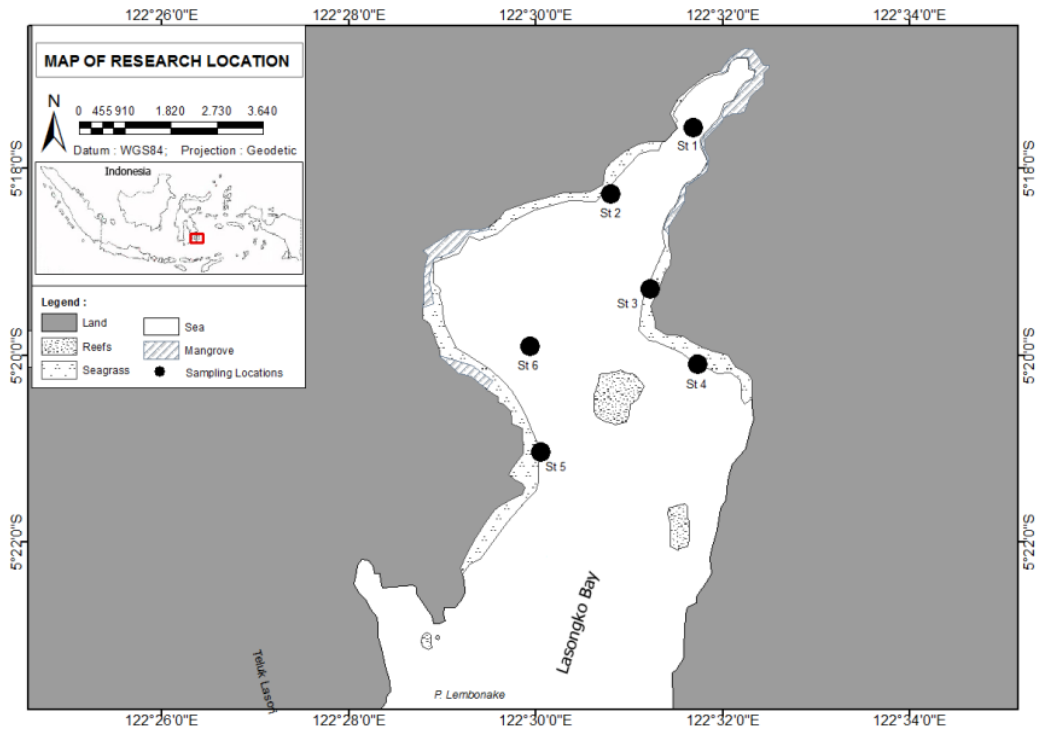 122°26'0"E 122°28'0"E 122°30'0"E 122°32'0"E 122°34'0"E
MAP OF RESEARCH LOCATION
N
0 455 910 1.820 2.730 3.640
Datum : WGS84; Projection : Geodetic
Indonesia
Legend :
Land
Sea
Reefs
Mangrove
Seagrass
Sampling Locations
5°18'0"S
5°20'0"S
5°22'0"S
St 1
St 2
St 3
St 6
St 4
St 5
Lasongko Bay
Teluk Lasori
P. Lembonake
5°18'0"S
5°20'0"S
5°22'0"S
122°26'0"E 122°28'0"E 122°30'0"E 122°32'0"E 122°34'0"E